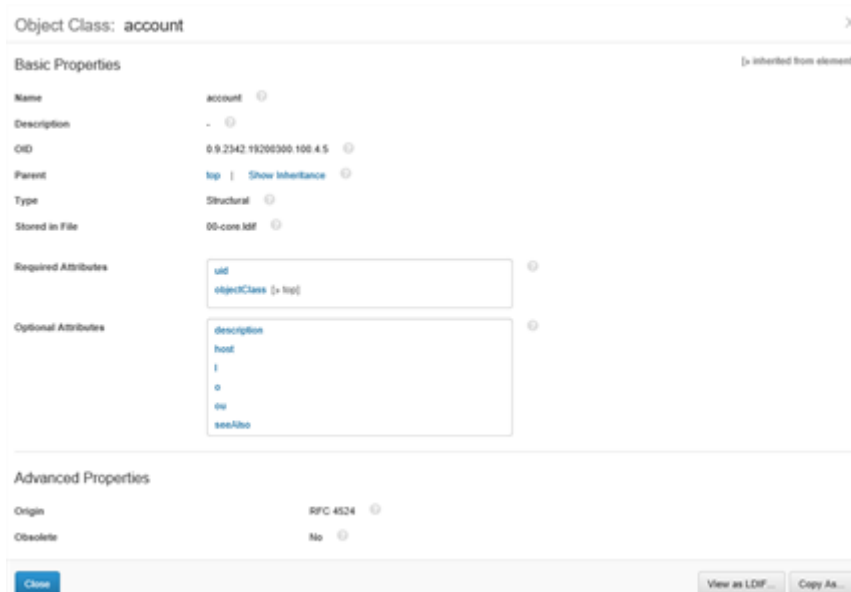 Object Class: account
Basic Properties
[» inherited from element
Name account
Description -
OID 0.9.2342.19200300.100.4.5
Parent top | Show Inheritance
Type Structural
Stored in File 00-core.ldif
Required Attributes
uid
objectClass [» top]
Optional Attributes
description
host
l
o
ou
seeAlso
Advanced Properties
Origin RFC 4524
Obsolete No
Close View as LDIF... Copy As...